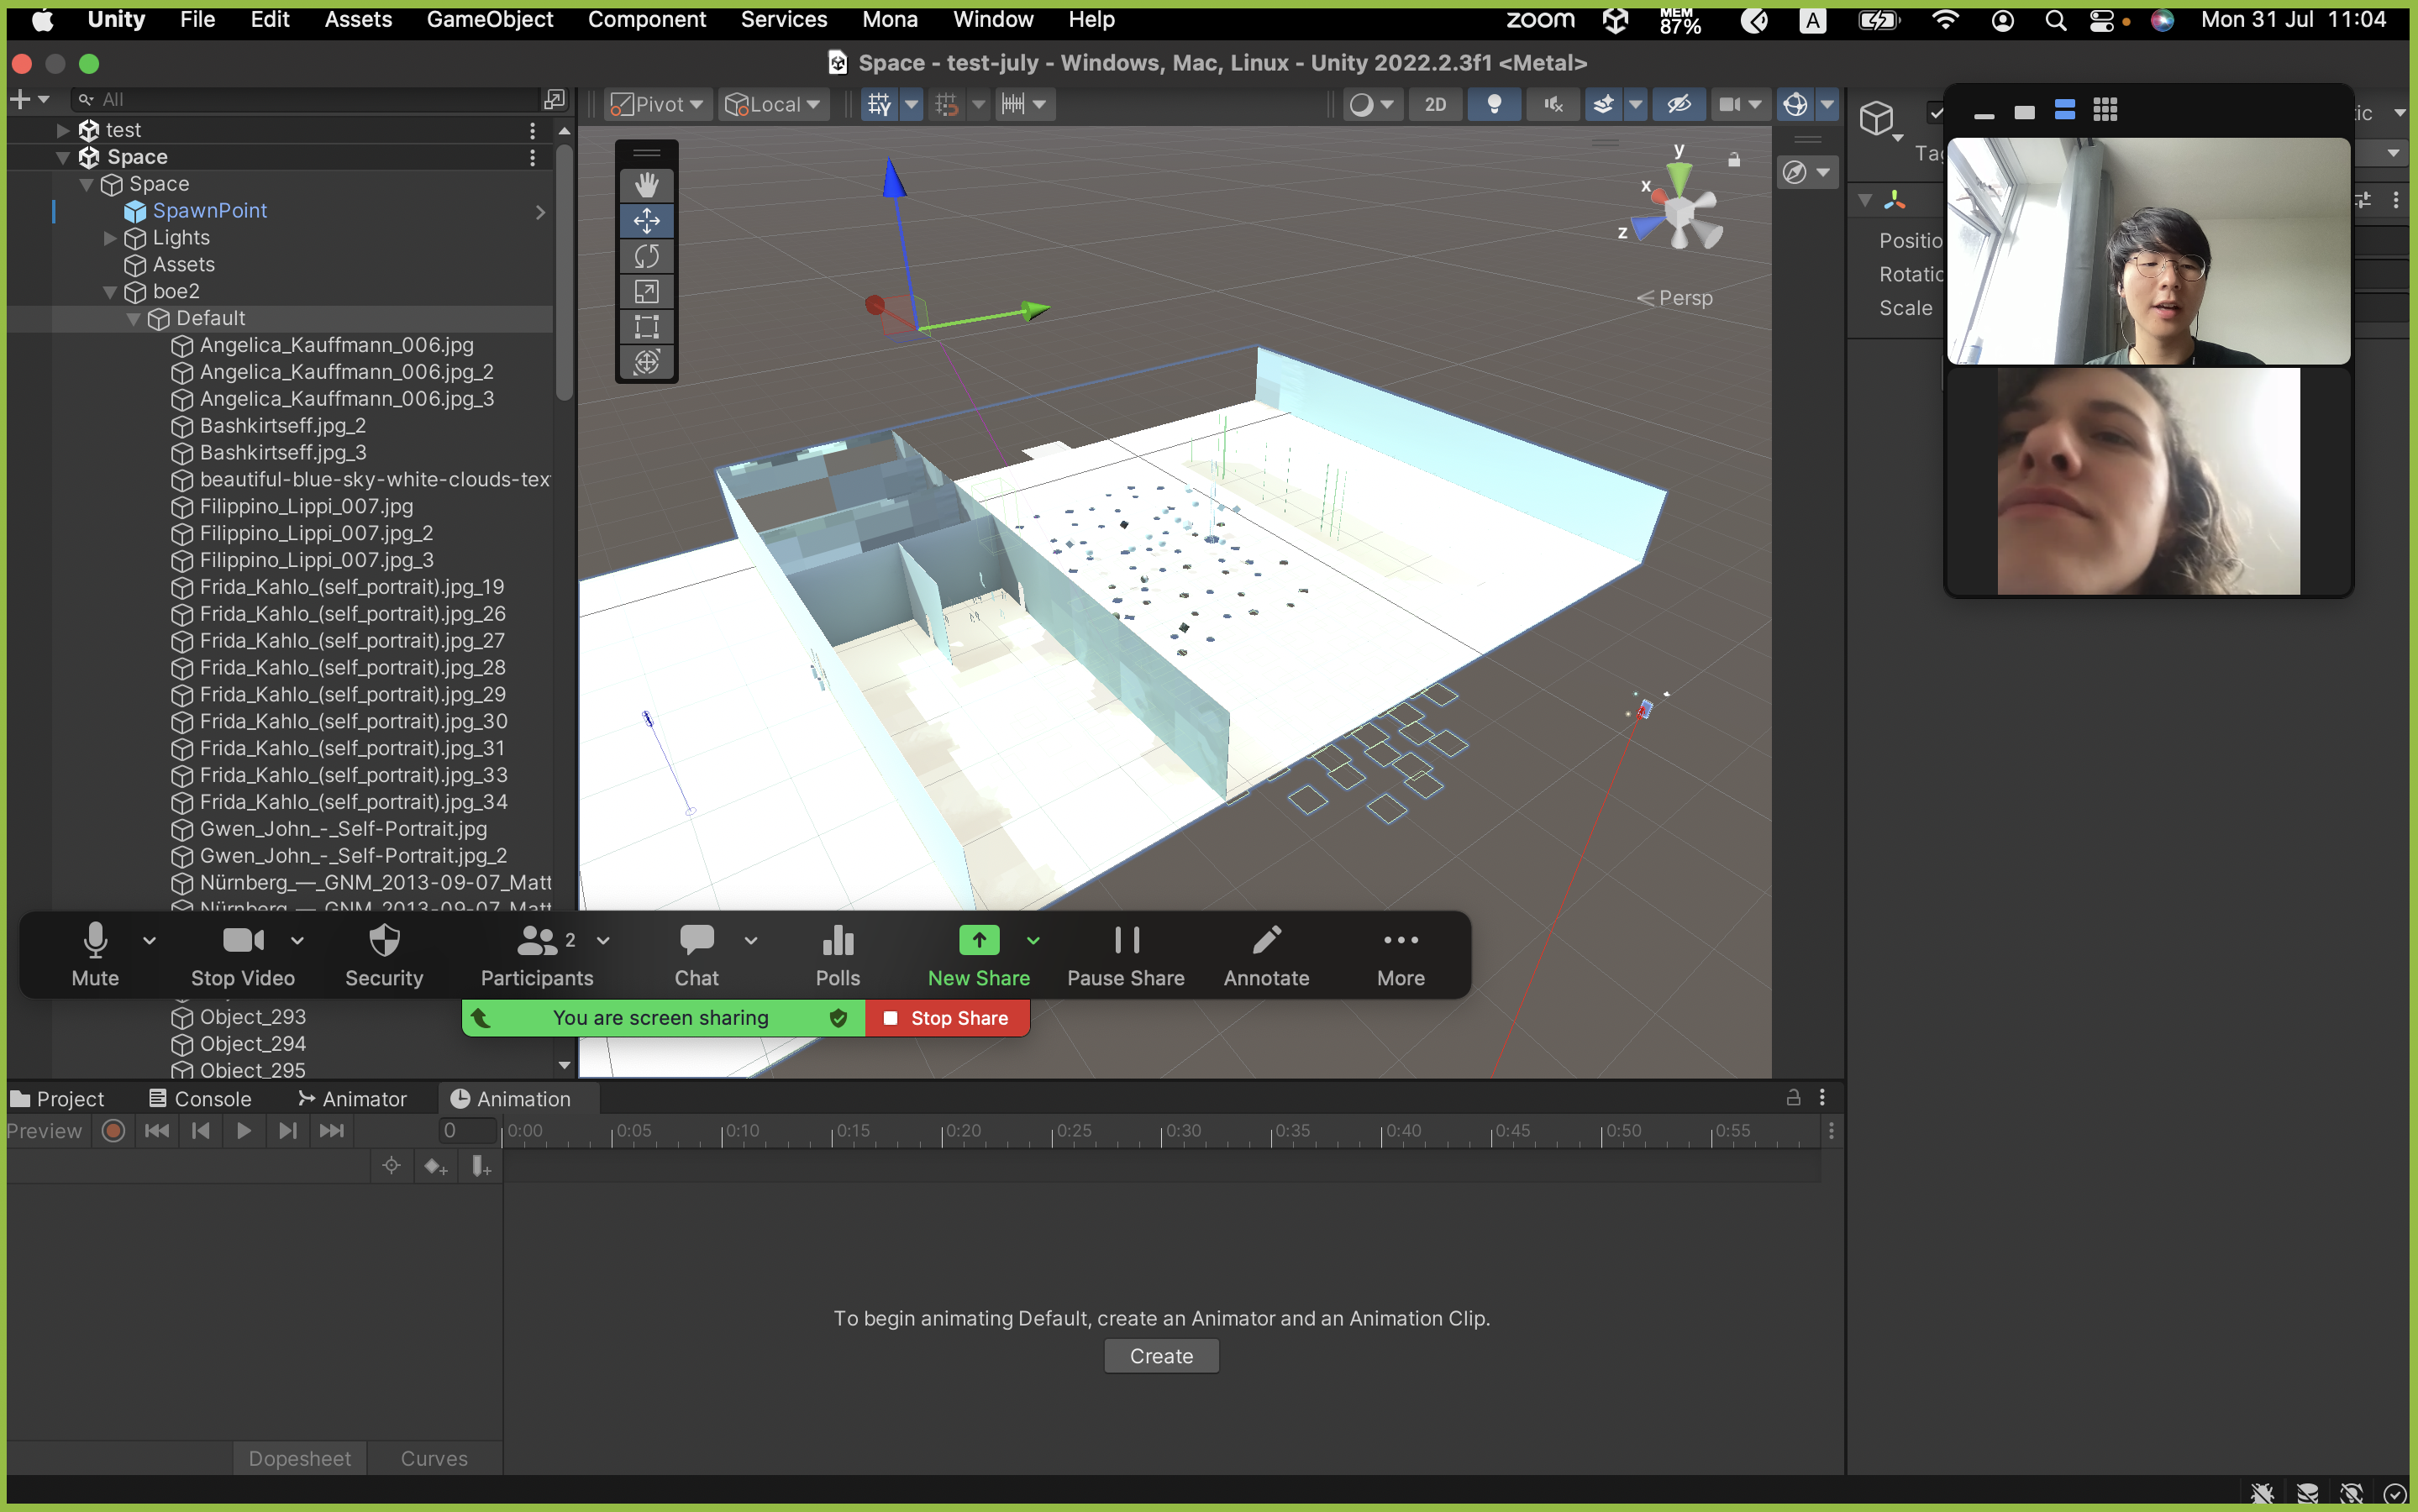 Unity File Edit Assets GameObject Component Services Mona Window Help zoom MEM 87% A Mon 31 Jul 11:04
Space - test-july - Windows, Mac, Linux - Unity 2022.2.3f1 <Metal>
All
Pivot Local 2D
test
Space
Space
SpawnPoint
Lights
Assets
boe2
Default
Angelica_Kauffmann_006.jpg
Angelica_Kauffmann_006.jpg_2
Angelica_Kauffmann_006.jpg_3
Bashkirtseff.jpg_2
Bashkirtseff.jpg_3
beautiful-blue-sky-white-clouds-tex
Filippino_Lippi_007.jpg
Filippino_Lippi_007.jpg_2
Filippino_Lippi_007.jpg_3
Frida_Kahlo_(self_portrait).jpg_19
Frida_Kahlo_(self_portrait).jpg_26
Frida_Kahlo_(self_portrait).jpg_27
Frida_Kahlo_(self_portrait).jpg_28
Frida_Kahlo_(self_portrait).jpg_29
Frida_Kahlo_(self_portrait).jpg_30
Frida_Kahlo_(self_portrait).jpg_31
Frida_Kahlo_(self_portrait).jpg_33
Frida_Kahlo_(self_portrait).jpg_34
Gwen_John_-_Self-Portrait.jpg
Gwen_John_-_Self-Portrait.jpg_2
Nürnberg_—_GNM_2013-09-07_Matt
Nürnberg_—_GNM_2013-09-07_Matt
Object_293
Object_294
Object_295
y
x
z
Persp
Tag
Positio
Rotatio
Scale
tic
2
Mute Stop Video Security Participants Chat Polls New Share Pause Share Annotate More
You are screen sharing Stop Share
Project Console Animator Animation
Preview 0 0:00 0:05 0:10 0:15 0:20 0:25 0:30 0:35 0:40 0:45 0:50 0:55
To begin animating Default, create an Animator and an Animation Clip.
Create
Dopesheet Curves